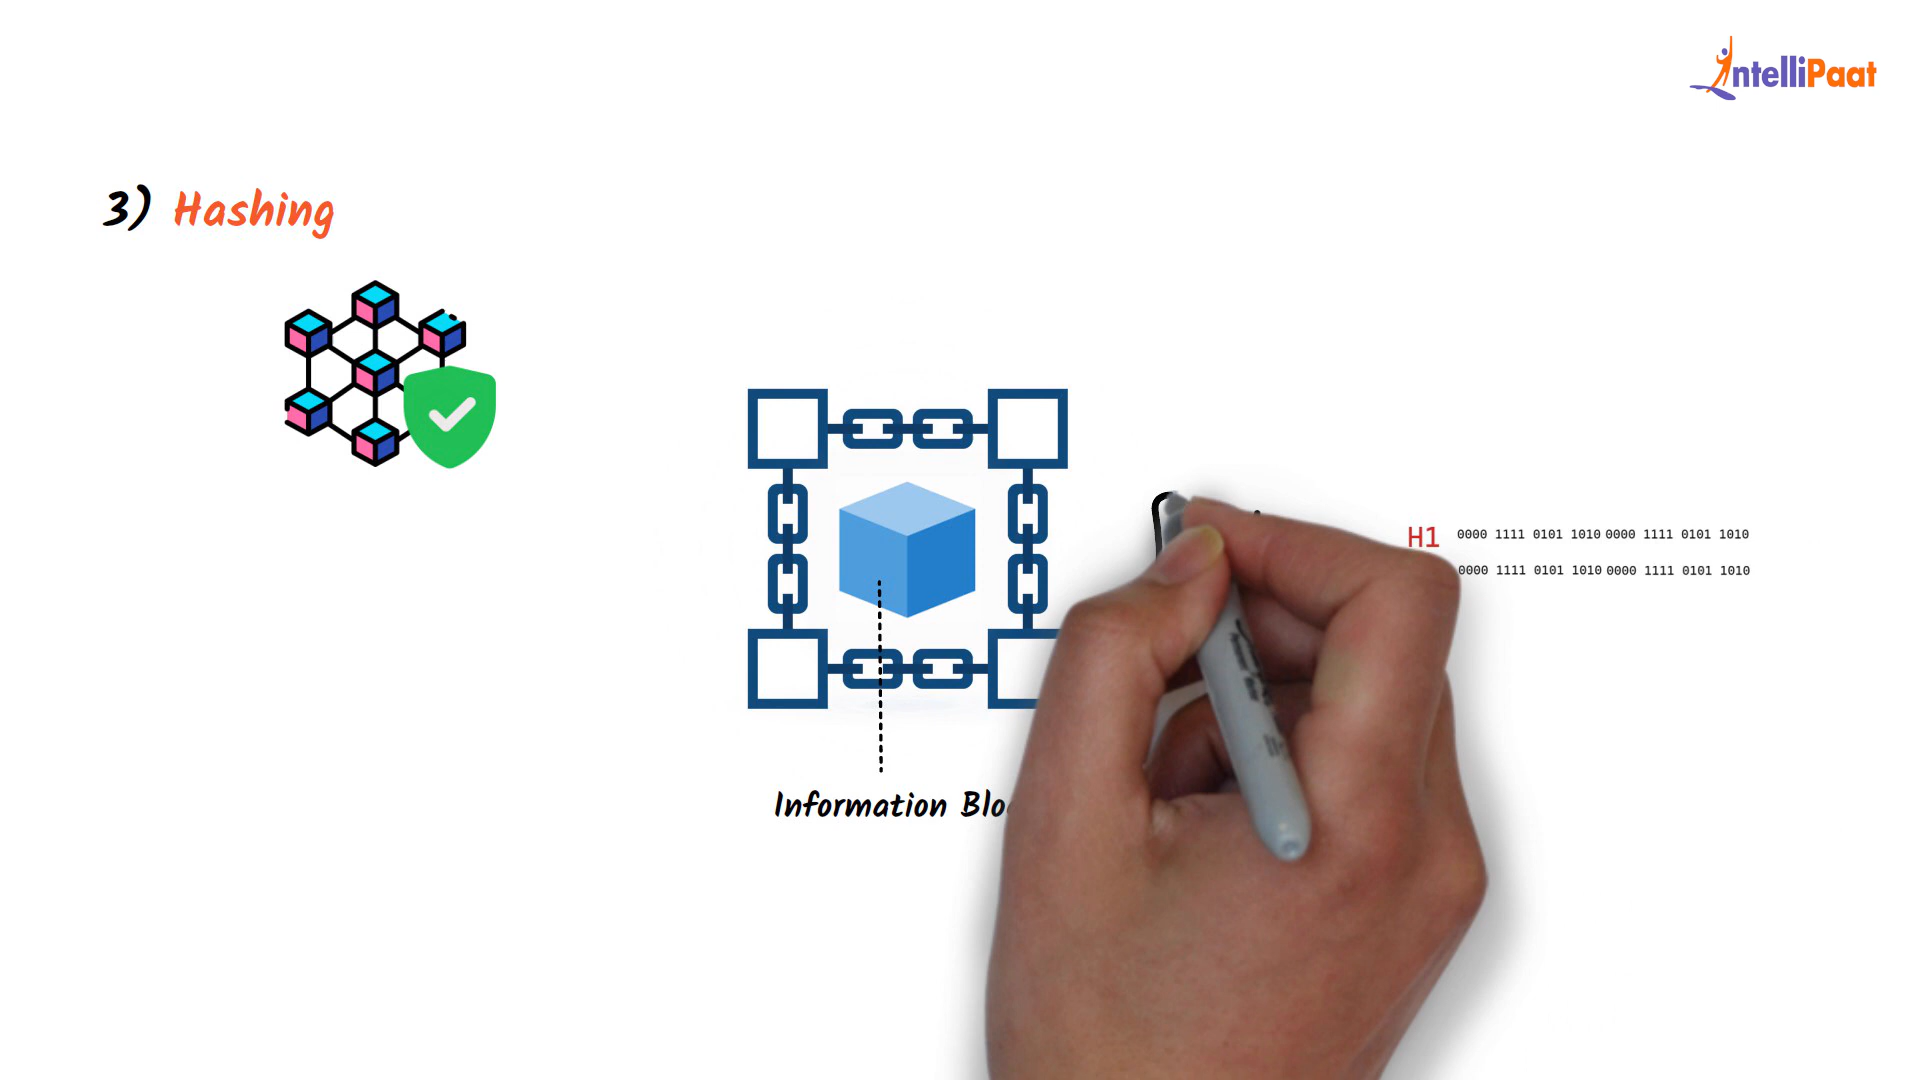 IntelliPaat
3) Hashing
H1 0000 1111 0101 1010 0000 1111 0101 1010
0000 1111 0101 1010 0000 1111 0101 1010
Information